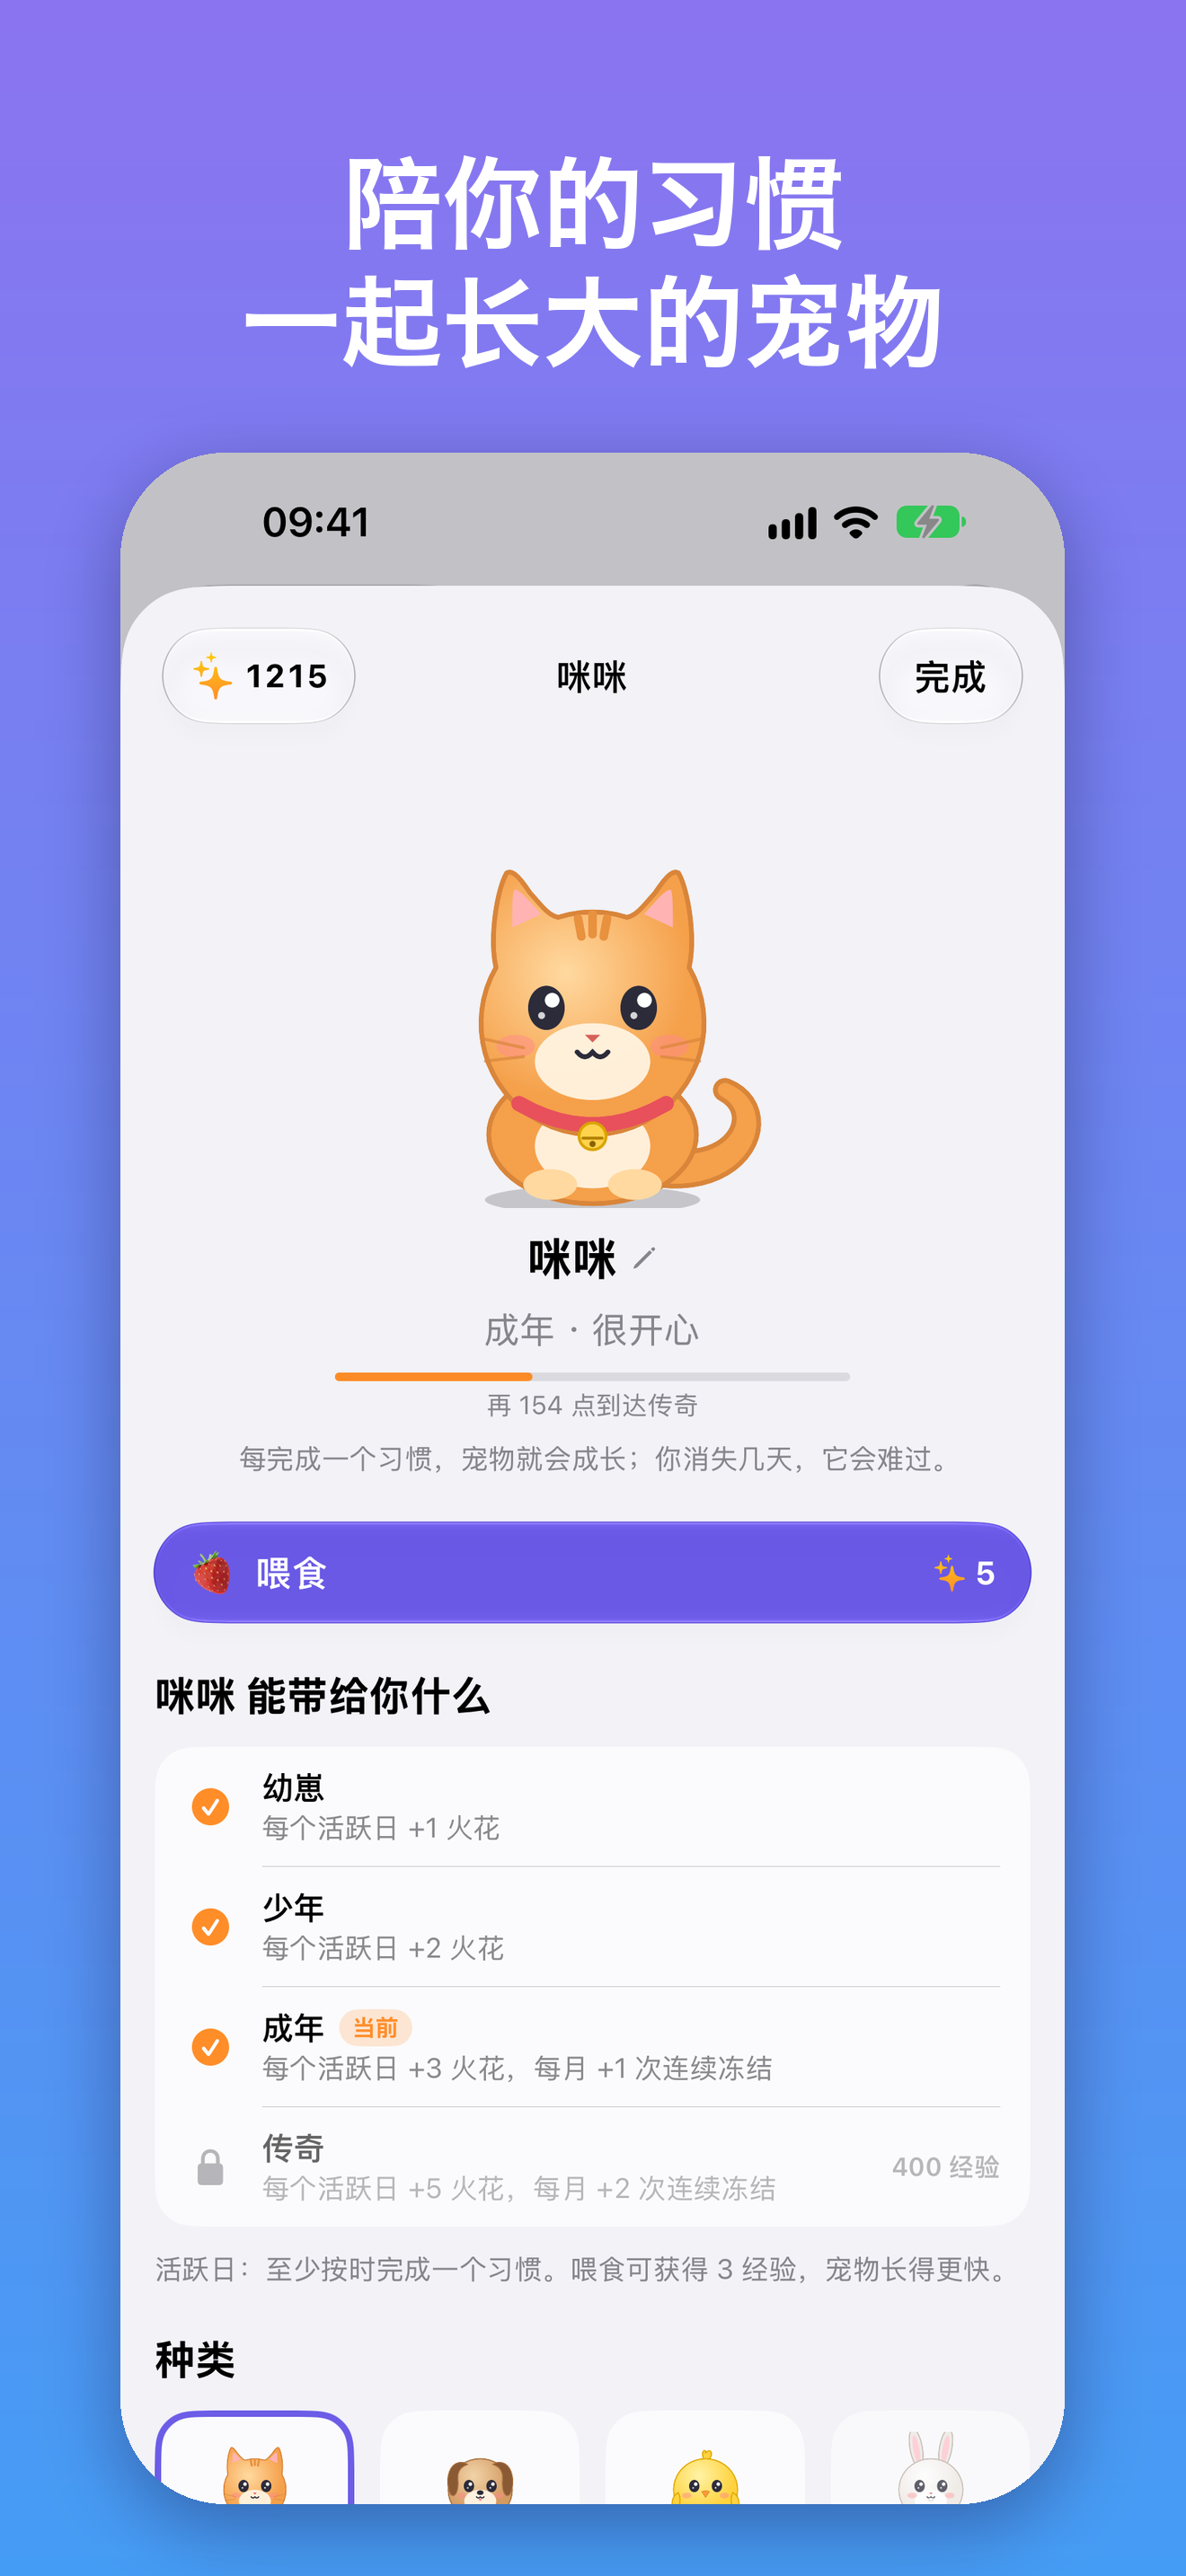 陪你的习惯
一起长大的宠物
09:41
1215
咪咪
完成
咪咪
成年 · 很开心
再 154 点到达传奇
每完成一个习惯，宠物就会成长；你消失几天，它会难过。
喂食
5
咪咪 能带给你什么
幼崽
每个活跃日 +1 火花
少年
每个活跃日 +2 火花
成年 当前
每个活跃日 +3 火花，每月 +1 次连续冻结
传奇
每个活跃日 +5 火花，每月 +2 次连续冻结
400 经验
活跃日：至少按时完成一个习惯。喂食可获得 3 经验，宠物长得更快。
种类